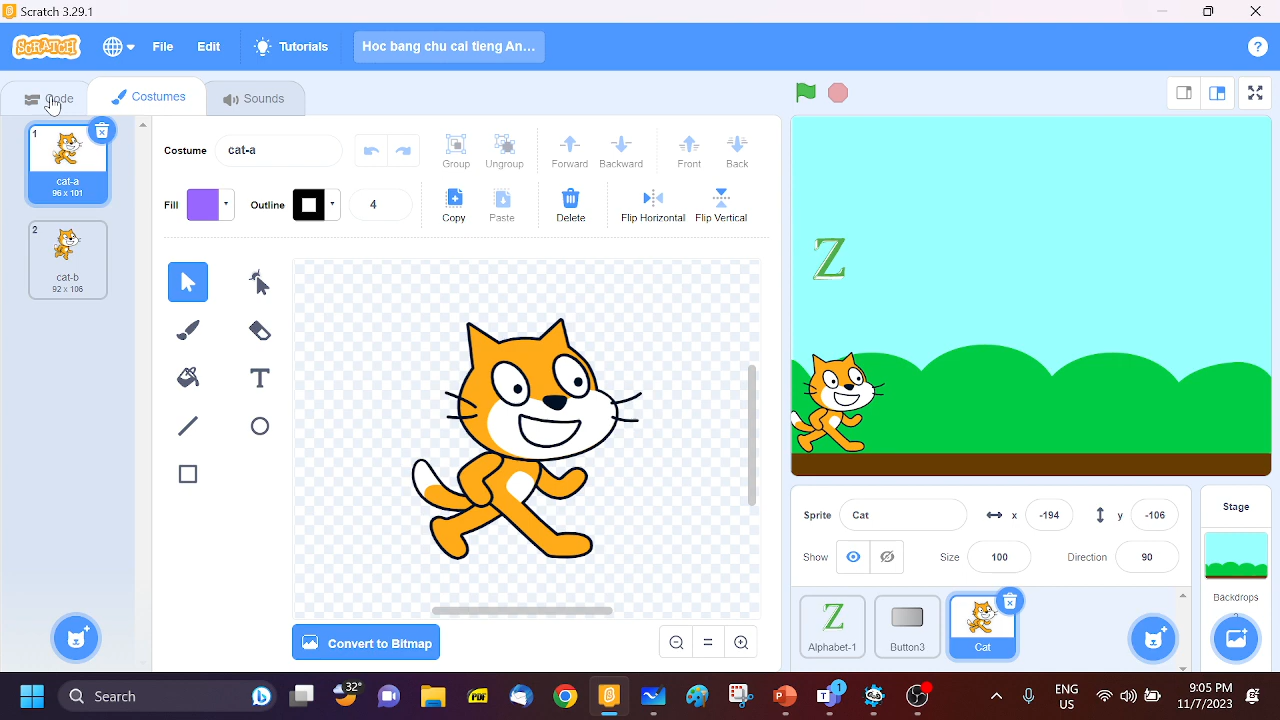 Scratch 3.29.1
SCRATCH File Edit Tutorials Hoc bang chu cai tieng An... ?
Code Costumes Sounds
1 cat-a 96 x 101
2 cat-b 92 x 106
Costume cat-a Group Ungroup Forward Backward Front Back
Fill Outline 4 Copy Paste Delete Flip Horizontal Flip Vertical
T
Convert to Bitmap
Z
Sprite Cat x -194 y -106
Show Size 100 Direction 90
Z Alphabet-1 Button3 Cat
Stage
Backdrops
Search 32° PDF 1 ENG US 9:05 PM 11/7/2023